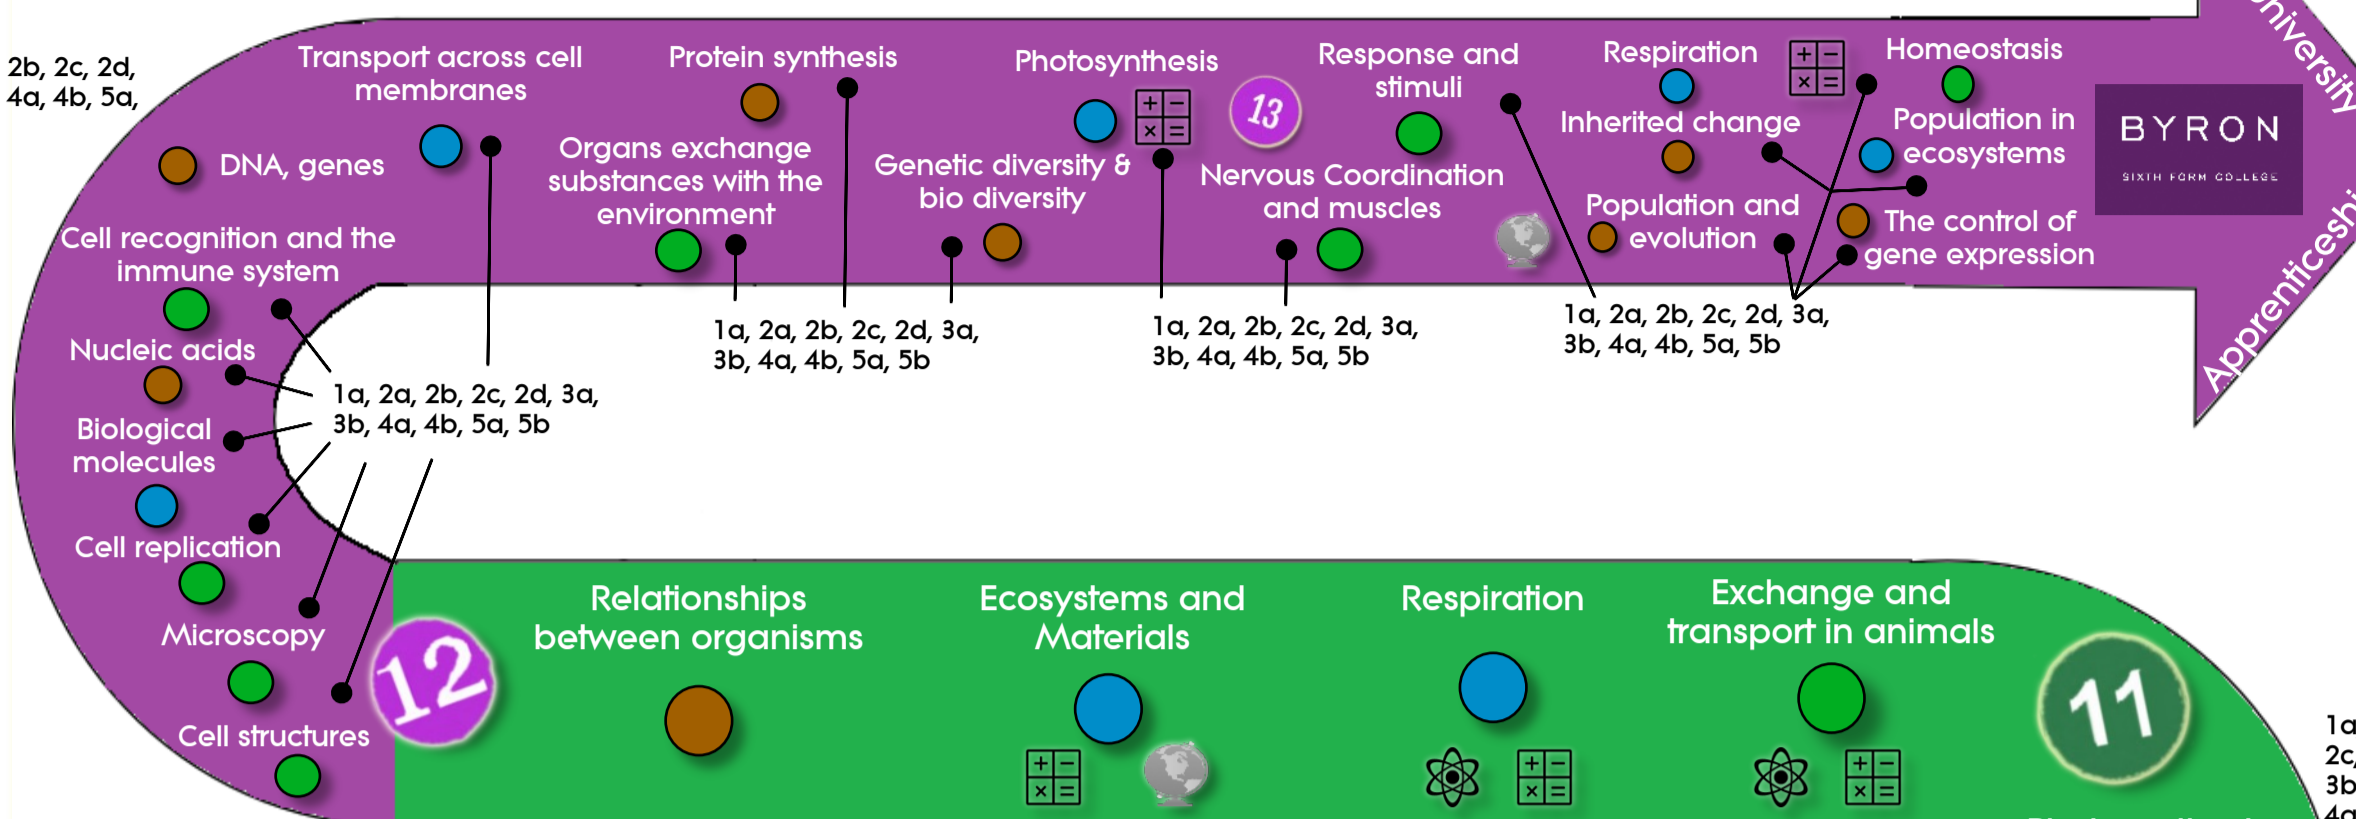 Transport across cell
membranes
Protein synthesis
Photosynthesis
13
Response and
stimuli
Respiration
+ −
× =
Homeostasis
University
2b, 2c, 2d,
4a, 4b, 5a,
DNA, genes
Organs exchange
substances with the
environment
Genetic diversity &
bio diversity
+ −
× =
Nervous Coordination
and muscles
Inherited change
Population in
ecosystems
BYRON
SIXTH FORM COLLEGE
Population and
evolution
The control of
gene expression
Apprenticeshi
Cell recognition and the
immune system
Nucleic acids
Biological
molecules
Cell replication
Microscopy
Cell structures
1a, 2a, 2b, 2c, 2d, 3a,
3b, 4a, 4b, 5a, 5b
1a, 2a, 2b, 2c, 2d, 3a,
3b, 4a, 4b, 5a, 5b
1a, 2a, 2b, 2c, 2d, 3a,
3b, 4a, 4b, 5a, 5b
1a, 2a, 2b, 2c, 2d, 3a,
3b, 4a, 4b, 5a, 5b
12
Relationships
between organisms
Ecosystems and
Materials
+ −
× =
Respiration
+ −
× =
Exchange and
transport in animals
+ −
× =
11
1a
2c,
3b